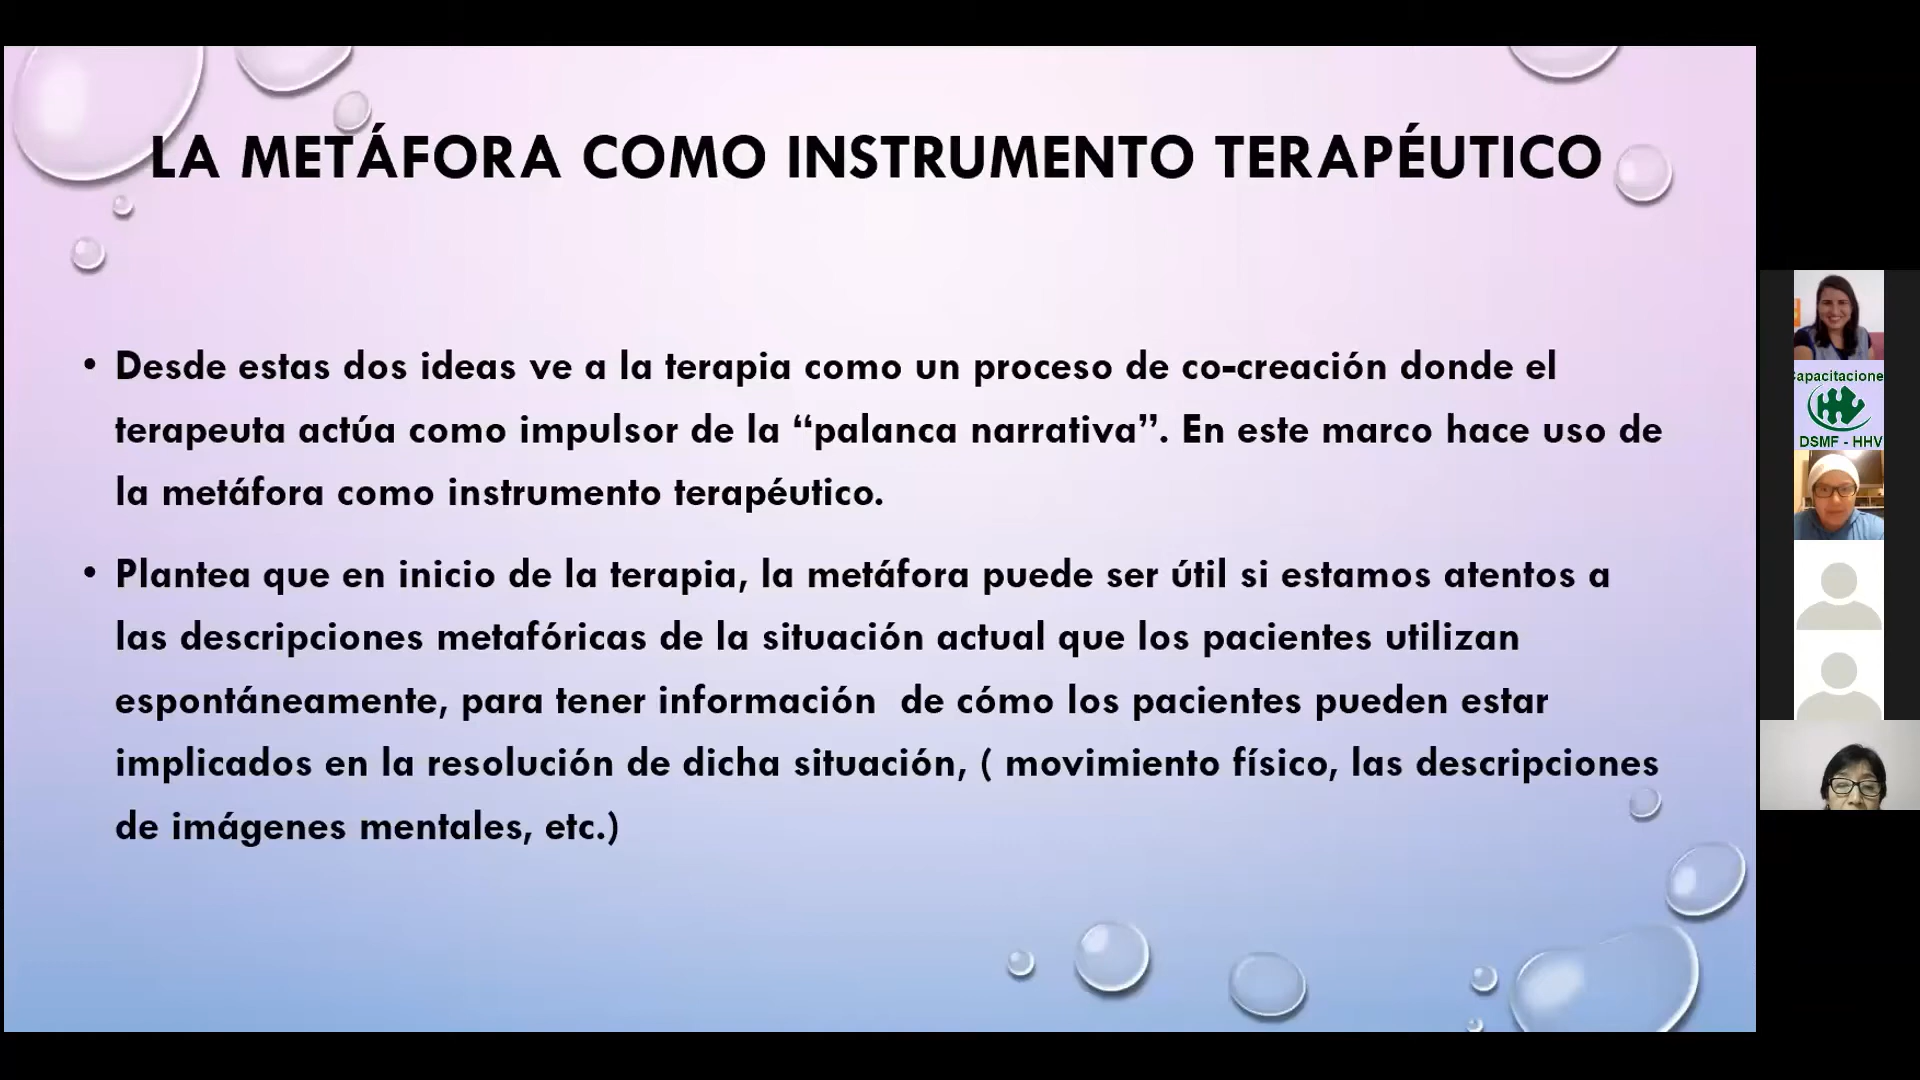 LA METÁFORA COMO INSTRUMENTO TERAPÉUTICO
• Desde estas dos ideas ve a la terapia como un proceso de co-creación donde el
terapeuta actúa como impulsor de la “palanca narrativa”. En este marco hace uso de
la metáfora como instrumento terapéutico.
• Plantea que en inicio de la terapia, la metáfora puede ser útil si estamos atentos a
las descripciones metafóricas de la situación actual que los pacientes utilizan
espontáneamente, para tener información  de cómo los pacientes pueden estar
implicados en la resolución de dicha situación, ( movimiento físico, las descripciones
de imágenes mentales, etc.)
apacitacione
DSMF - HHV